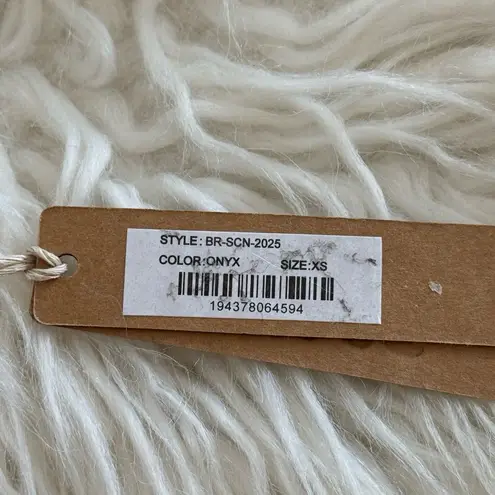 STYLE: BR-SCN-2025
COLOR:ONYX SIZE:XS
194378064594